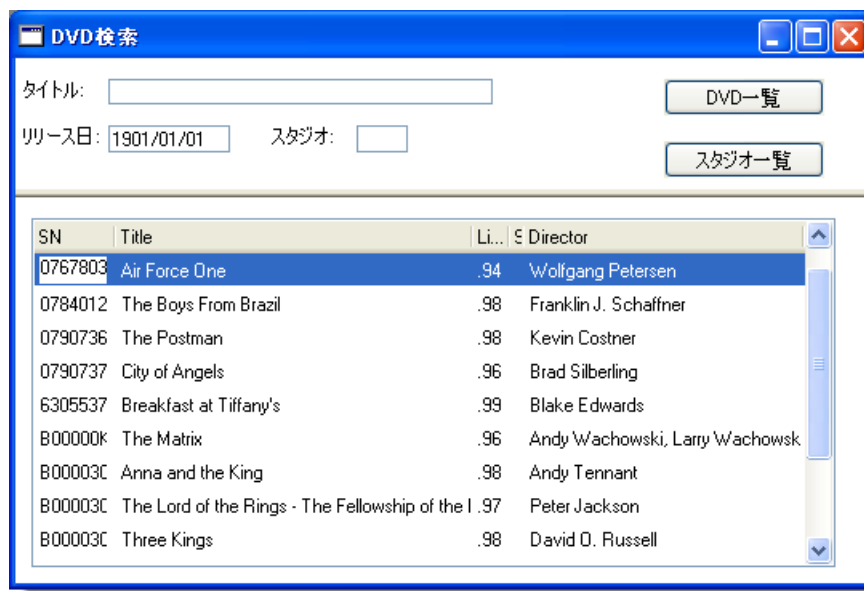 DVD検索
タイトル:
DVD一覧
リリース日: 1901/01/01 スタジオ:
スタジオ一覧
SN Title Li... S Director
0767803 Air Force One .94 Wolfgang Petersen
0784012 The Boys From Brazil .98 Franklin J. Schaffner
0790736 The Postman .98 Kevin Costner
0790737 City of Angels .96 Brad Silberling
6305537 Breakfast at Tiffany's .99 Blake Edwards
B00000K The Matrix .96 Andy Wachowski, Larry Wachowsk
B00003C Anna and the King .98 Andy Tennant
B00003C The Lord of the Rings - The Fellowship of the .97 Peter Jackson
B00003C Three Kings .98 David O. Russell